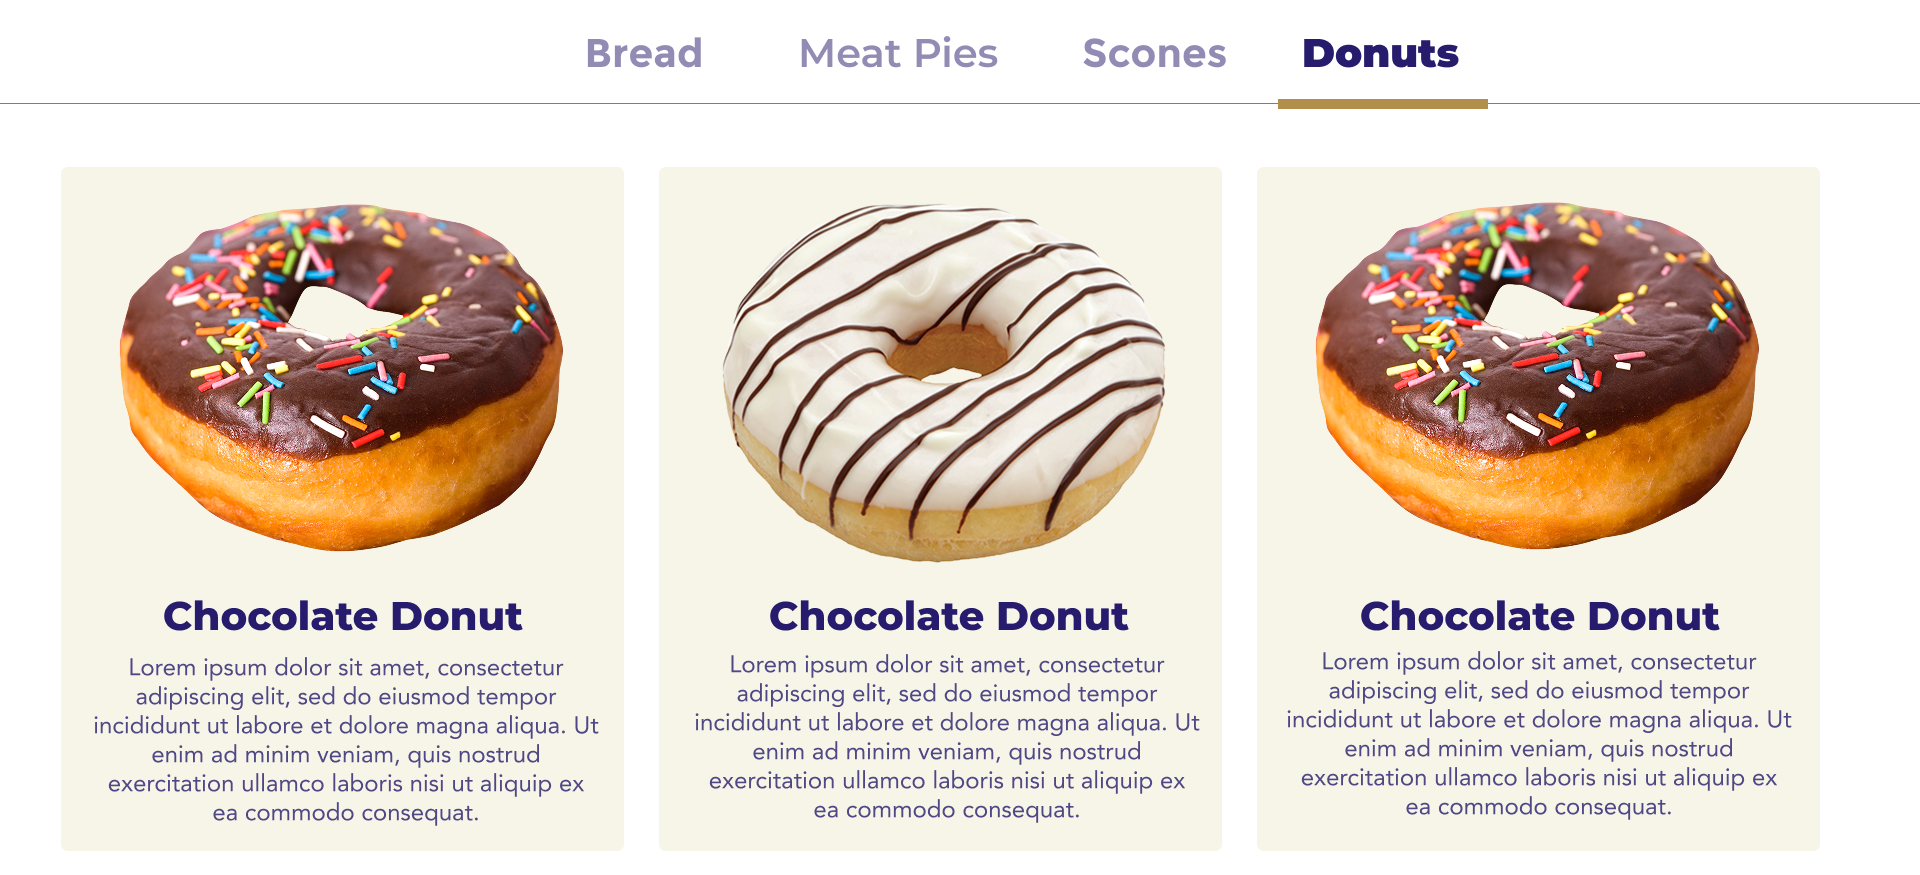 Bread Meat Pies Scones Donuts
Chocolate Donut
Lorem ipsum dolor sit amet, consectetur
adipiscing elit, sed do eiusmod tempor
incididunt ut labore et dolore magna aliqua. Ut
enim ad minim veniam, quis nostrud
exercitation ullamco laboris nisi ut aliquip ex
ea commodo consequat.
Chocolate Donut
Lorem ipsum dolor sit amet, consectetur
adipiscing elit, sed do eiusmod tempor
incididunt ut labore et dolore magna aliqua. Ut
enim ad minim veniam, quis nostrud
exercitation ullamco laboris nisi ut aliquip ex
ea commodo consequat.
Chocolate Donut
Lorem ipsum dolor sit amet, consectetur
adipiscing elit, sed do eiusmod tempor
incididunt ut labore et dolore magna aliqua. Ut
enim ad minim veniam, quis nostrud
exercitation ullamco laboris nisi ut aliquip ex
ea commodo consequat.